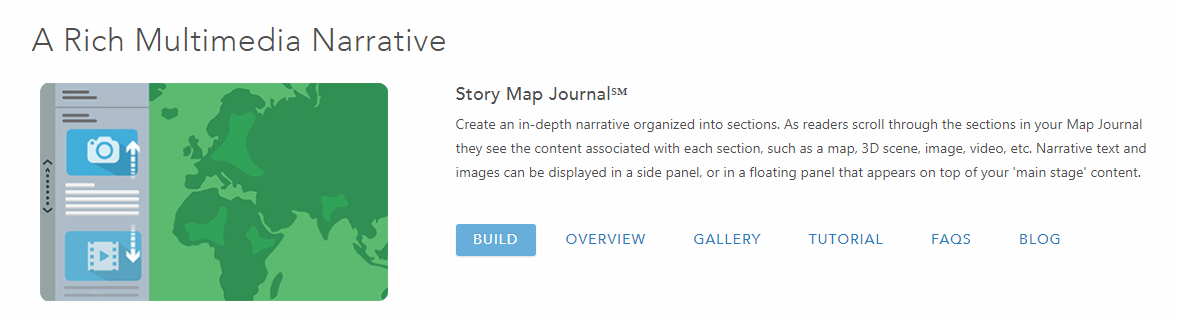 A Rich Multimedia Narrative
Story Map Journal℠
Create an in-depth narrative organized into sections. As readers scroll through the sections in your Map Journal
they see the content associated with each section, such as a map, 3D scene, image, video, etc. Narrative text and
images can be displayed in a side panel, or in a floating panel that appears on top of your 'main stage' content.
BUILD OVERVIEW GALLERY TUTORIAL FAQS BLOG